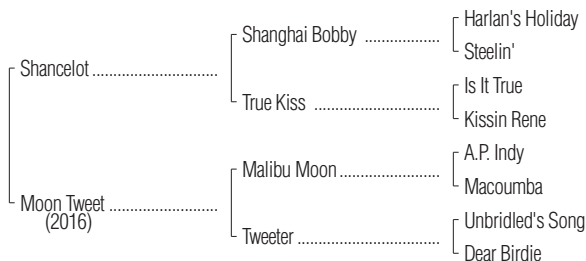 Harlan's Holiday
Shanghai Bobby ..................
Steelin'
Shancelot ..............................
Is It True
True Kiss ..........................
Kissin Rene
A.P. Indy
Malibu Moon ....................
Macoumba
Moon Tweet ..........................
(2016)
Unbridled's Song
Tweeter ..............................
Dear Birdie